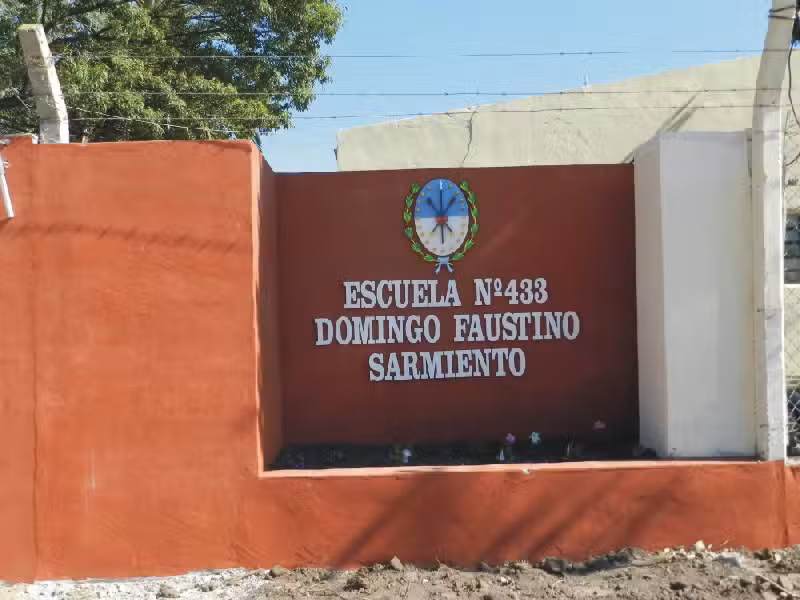 ESCUELA Nº433
DOMINGO FAUSTINO
SARMIENTO